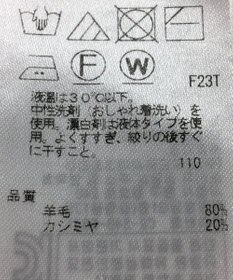 F W
F23T
液温は30℃以下、
中性洗剤(おしゃれ着洗い)を
使用。漂白剤は液体タイプを使
用。よくすすぎ、絞りの後すぐ
に干すこと。
110
品質
羊毛 80%
カシミヤ 20%